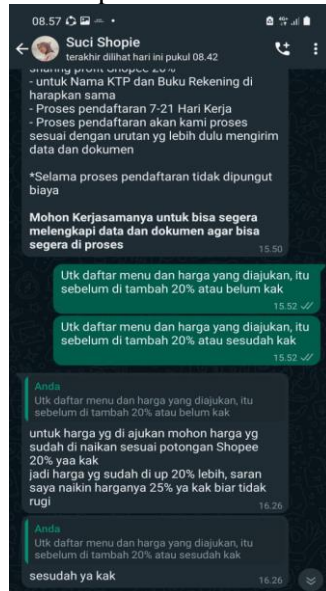 08.57
Suci Shopie
terakhir dilihat hari ini pukul 08.42
sharing profit Shopee 20%
- untuk Nama KTP dan Buku Rekening di
harapkan sama
- Proses pendaftaran 7-21 Hari Kerja
- Proses pendaftaran akan kami proses
sesuai dengan urutan yg lebih dulu mengirim
data dan dokumen
*Selama proses pendaftaran tidak dipungut
biaya
Mohon Kerjasamanya untuk bisa segera
melengkapi data dan dokumen agar bisa
segera di proses
15.50
Utk daftar menu dan harga yang diajukan, itu
sebelum di tambah 20% atau belum kak
15.52
Utk daftar menu dan harga yang diajukan, itu
sebelum di tambah 20% atau sesudah kak
15.52
Anda
Utk daftar menu dan harga yang diajukan, itu
sebelum di tambah 20% atau belum kak
untuk harga yg di ajukan mohon harga yg
sudah di naikan sesuai potongan Shopee
20% yaa kak
jadi harga yg sudah di up 20% lebih, saran
saya naikin harganya 25% ya kak biar tidak
rugi
16.26
Anda
Utk daftar menu dan harga yang diajukan, itu
sebelum di tambah 20% atau sesudah kak
sesudah ya kak
16.26